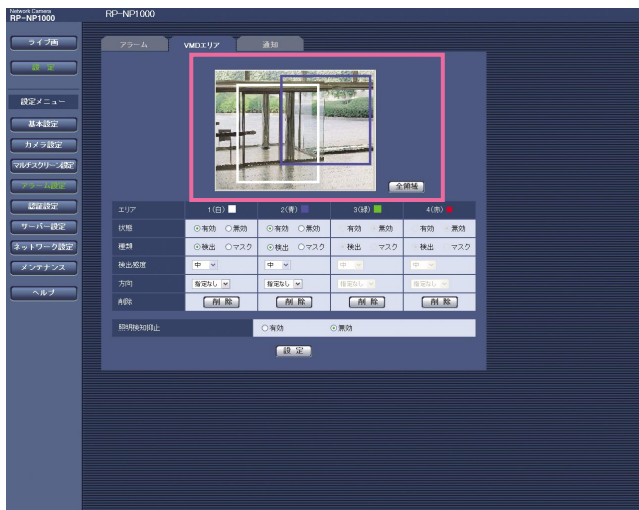 Network Camera
RP-NP1000
RP-NP1000
ライブ画
設 定
設定メニュー
基本設定
カメラ設定
マルチスクリーン設定
アラーム設定
認証設定
サーバー設定
ネットワーク設定
メンテナンス
ヘルプ
アラーム VMDエリア 通知
全領域
エリア 1(白) 2(青) 3(緑) 4(赤)
状態 有効 無効 有効 無効 有効 無効 有効 無効
種類 検出 マスク 検出 マスク 検出 マスク 検出 マスク
検出感度 中 中 中 中
方向 指定なし 指定なし 指定なし 指定なし
削除 削 除 削 除 削 除 削 除
照明検知抑止 有効 無効
設 定